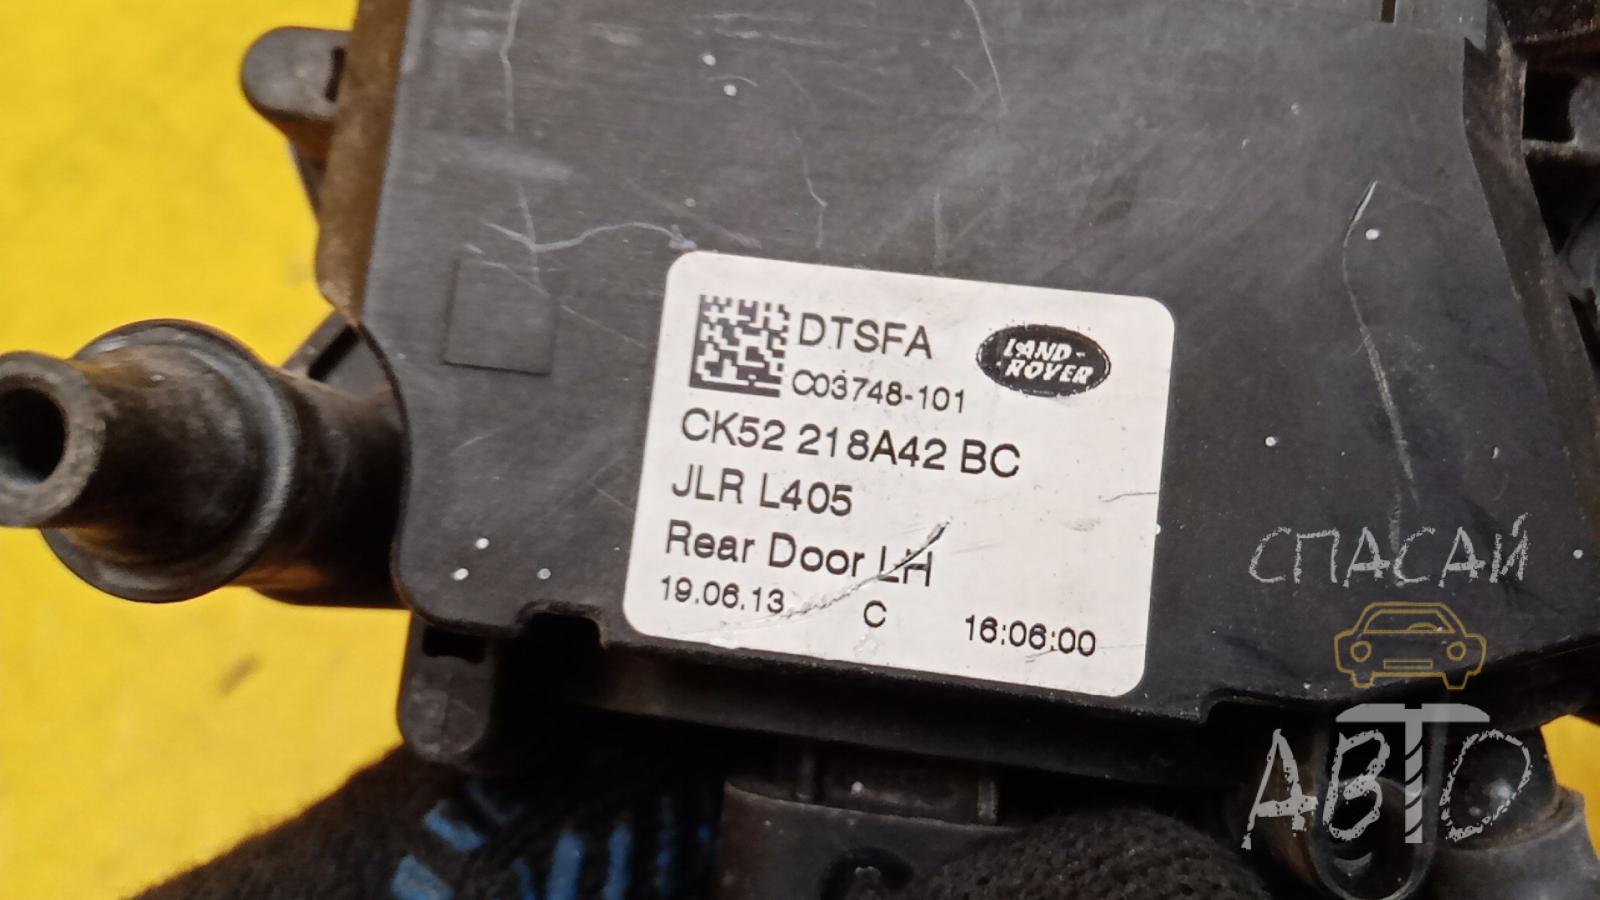 DTSFA
LAND-
ROVER
C03748-101
CK52 218A42 BC
JLR L405
Rear Door LH
19.06.13 C 16:06:00
СПАСАЙ
АВТО